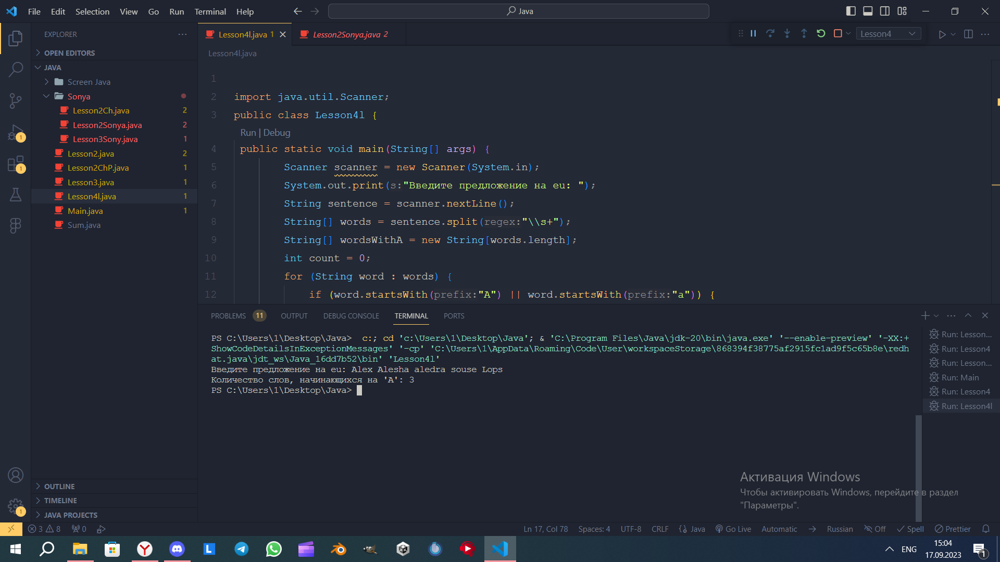 File Edit Selection View Go Run Terminal Help
Java
EXPLORER
OPEN EDITORS
JAVA
Screen Java
Sonya
Lesson2Ch.java 2
Lesson2Sonya.java 2
Lesson3Sony.java 1
Lesson2.java 2
Lesson2ChP.java 1
Lesson3.java 1
Lesson4l.java 1
Main.java 1
Sum.java
OUTLINE
TIMELINE
JAVA PROJECTS
1
1
1
Lesson4l.java 1
Lesson2Sonya.java 2
Lesson4
Lesson4l.java
1
2 import java.util.Scanner;
3 public class Lesson4l {
Run | Debug
4 public static void main(String[] args) {
5 Scanner scanner = new Scanner(System.in);
6 System.out.print(s:"Введите предложение на eu: ");
7 String sentence = scanner.nextLine();
8 String[] words = sentence.split(regex:"\\s+");
9 String[] wordsWithA = new String[words.length];
10 int count = 0;
11 for (String word : words) {
12 if (word.startsWith(prefix:"A") || word.startsWith(prefix:"a")) {
PROBLEMS 11 OUTPUT DEBUG CONSOLE TERMINAL PORTS
PS C:\Users\1\Desktop\Java>  c:; cd 'c:\Users\1\Desktop\Java'; & 'C:\Program Files\Java\jdk-20\bin\java.exe' '--enable-preview' '-XX:+
ShowCodeDetailsInExceptionMessages' '-cp' 'C:\Users\1\AppData\Roaming\Code\User\workspaceStorage\868394f38775af2915fc1ad9f5c65b8e\redh
at.java\jdt_ws\Java_16dd7b52\bin' 'Lesson4l'
Введите предложение на eu: Alex Alesha aledra souse Lops
Количество слов, начинающихся на 'A': 3
PS C:\Users\1\Desktop\Java>
Run: Lesson...
Run: Lesson4
Run: Lesson...
Run: Main
Run: Lesson4
Run: Lesson4l
Активация Windows
Чтобы активировать Windows, перейдите в раздел
"Параметры".
3 8 0
Ln 17, Col 78 Spaces: 4 UTF-8 CRLF Java Go Live Automatic Russian Off Spell Prettier
ENG
15:04
17.09.2023
1